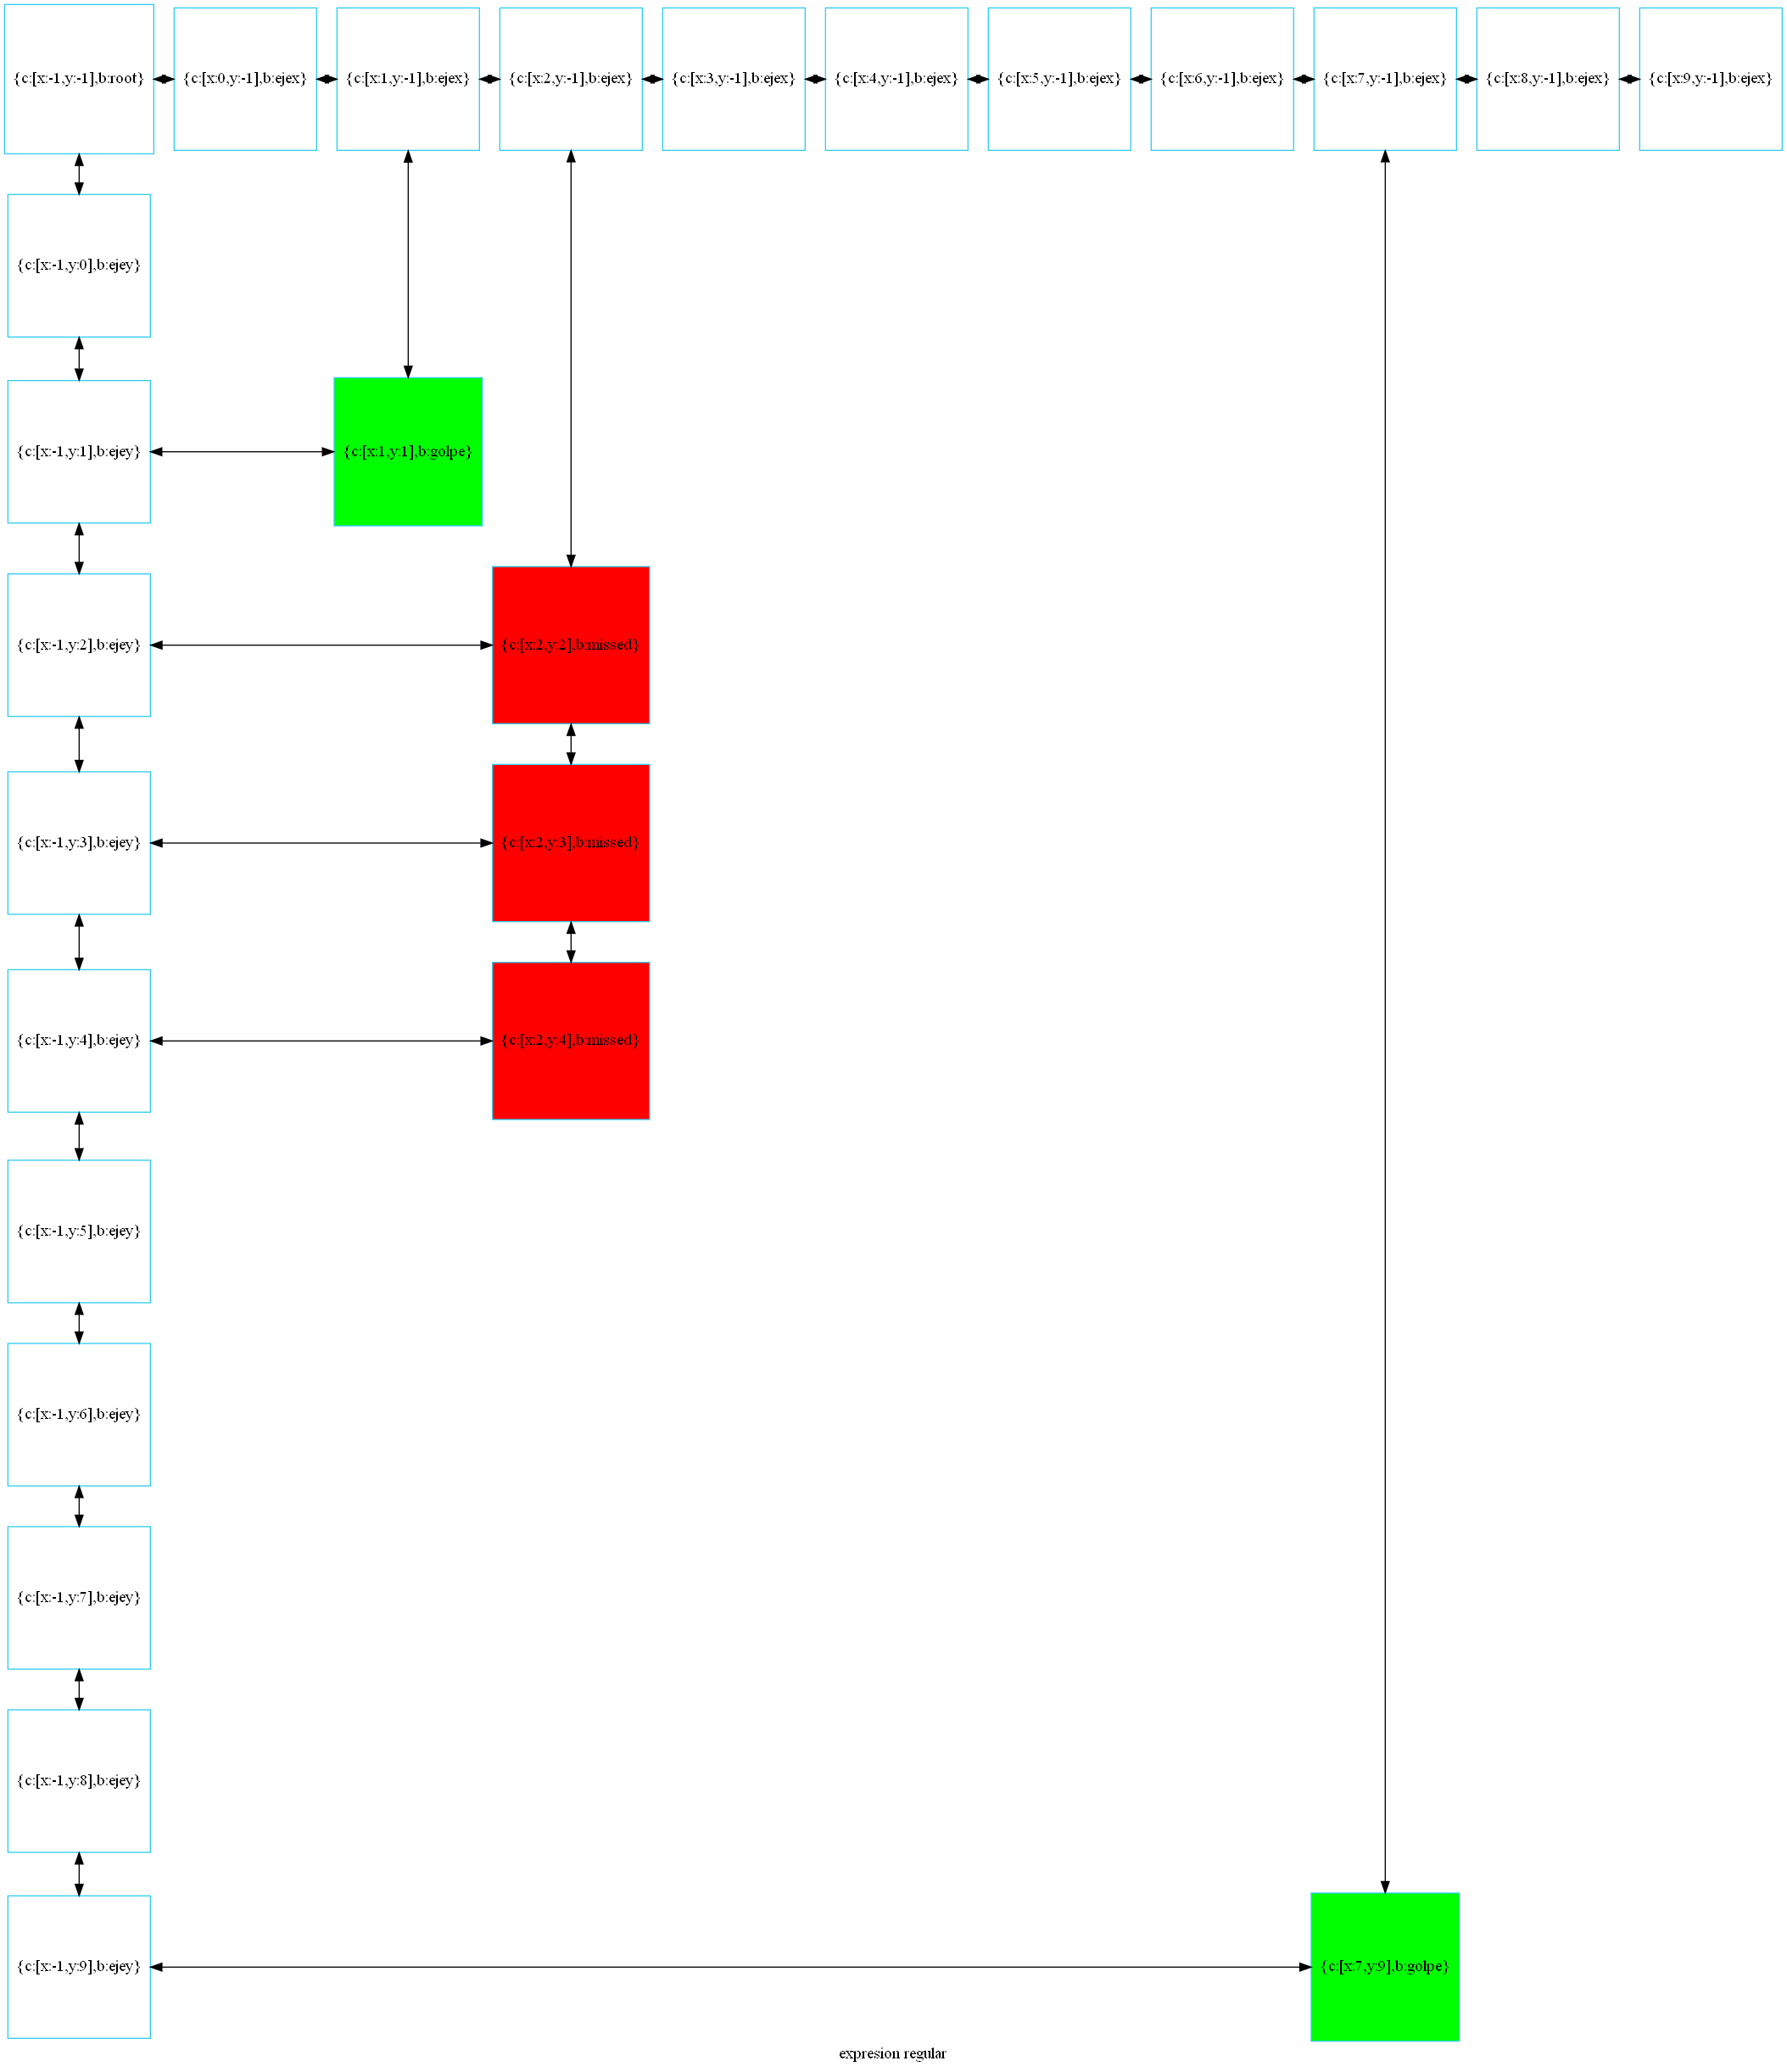 {c:[x:-1,y:-1],b:root} {c:[x:0,y:-1],b:ejex} {c:[x:1,y:-1],b:ejex} {c:[x:2,y:-1],b:ejex} {c:[x:3,y:-1],b:ejex} {c:[x:4,y:-1],b:ejex} {c:[x:5,y:-1],b:ejex} {c:[x:6,y:-1],b:ejex} {c:[x:7,y:-1],b:ejex} {c:[x:8,y:-1],b:ejex} {c:[x:9,y:-1],b:ejex}
{c:[x:-1,y:0],b:ejey}
{c:[x:-1,y:1],b:ejey} {c:[x:1,y:1],b:golpe}
{c:[x:-1,y:2],b:ejey} {c:[x:2,y:2],b:missed}
{c:[x:-1,y:3],b:ejey} {c:[x:2,y:3],b:missed}
{c:[x:-1,y:4],b:ejey} {c:[x:2,y:4],b:missed}
{c:[x:-1,y:5],b:ejey}
{c:[x:-1,y:6],b:ejey}
{c:[x:-1,y:7],b:ejey}
{c:[x:-1,y:8],b:ejey}
{c:[x:-1,y:9],b:ejey} {c:[x:7,y:9],b:golpe}
expresion regular